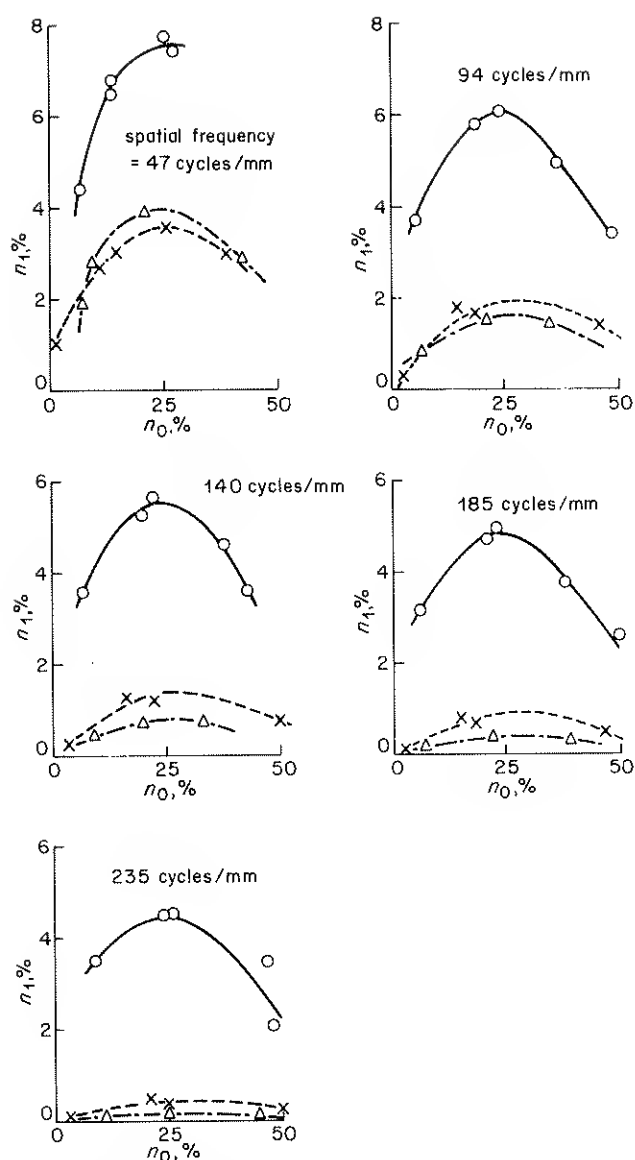 8
6
4
2
0
n₁,%
spatial frequency
= 47 cycles/mm
0
25
50
n₀,%
94 cycles/mm
6
4
2
0
n₁,%
0
25
50
n₀,%
140 cycles/mm
6
4
2
0
n₁,%
0
25
50
n₀,%
185 cycles/mm
6
4
2
0
n₁,%
0
25
50
n₀,%
235 cycles/mm
6
4
2
0
n₁,%
0
25
50
n₀,%